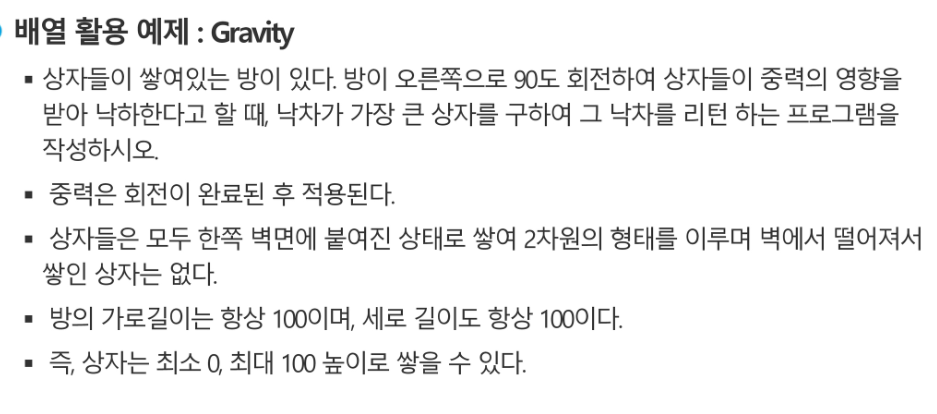 배열 활용 예제 : Gravity
▪ 상자들이 쌓여있는 방이 있다. 방이 오른쪽으로 90도 회전하여 상자들이 중력의 영향을
받아 낙하한다고 할 때, 낙차가 가장 큰 상자를 구하여 그 낙차를 리턴 하는 프로그램을
작성하시오.
▪ 중력은 회전이 완료된 후 적용된다.
▪ 상자들은 모두 한쪽 벽면에 붙여진 상태로 쌓여 2차원의 형태를 이루며 벽에서 떨어져서
쌓인 상자는 없다.
▪ 방의 가로길이는 항상 100이며, 세로 길이도 항상 100이다.
▪ 즉, 상자는 최소 0, 최대 100 높이로 쌓을 수 있다.